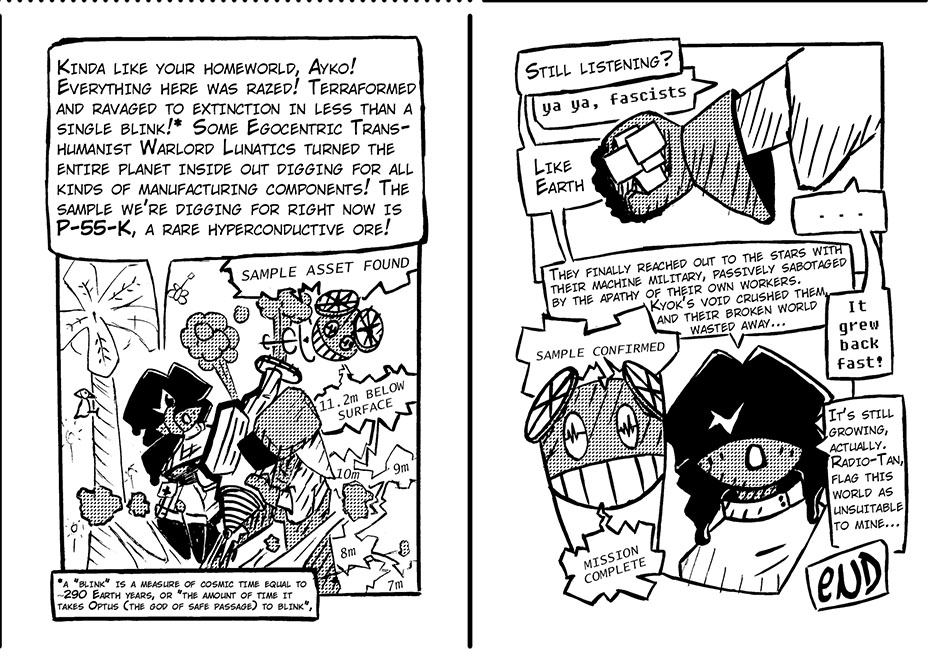 Kinda like your homeworld, Ayko!
Everything here was razed! Terraformed
and ravaged to extinction in less than a
single blink!* Some Egocentric Trans-
humanist Warlord Lunatics turned the
entire planet inside out digging for all
kinds of manufacturing components! The
sample we're digging for right now is
P-55-K, a rare hyperconductive ore!
SAMPLE ASSET FOUND
11.2m BELOW
SURFACE
10m
9m
8m
7m
*A "blink" is a measure of cosmic time equal to
~290 Earth years, or "the amount of time it
takes Optus (the god of safe passage) to blink",
Still listening?
ya ya, fascists
Like
Earth
...
They finally reached out to the stars with
their machine military, passively sabotaged
by the apathy of their own workers.
Kyok's void crushed them,
and their broken world
wasted away...
It
grew
back
fast!
SAMPLE CONFIRMED
It's still
growing,
actually.
Radio-Tan,
flag this
world as
unsuitable
to mine...
MISSION
COMPLETE
eND